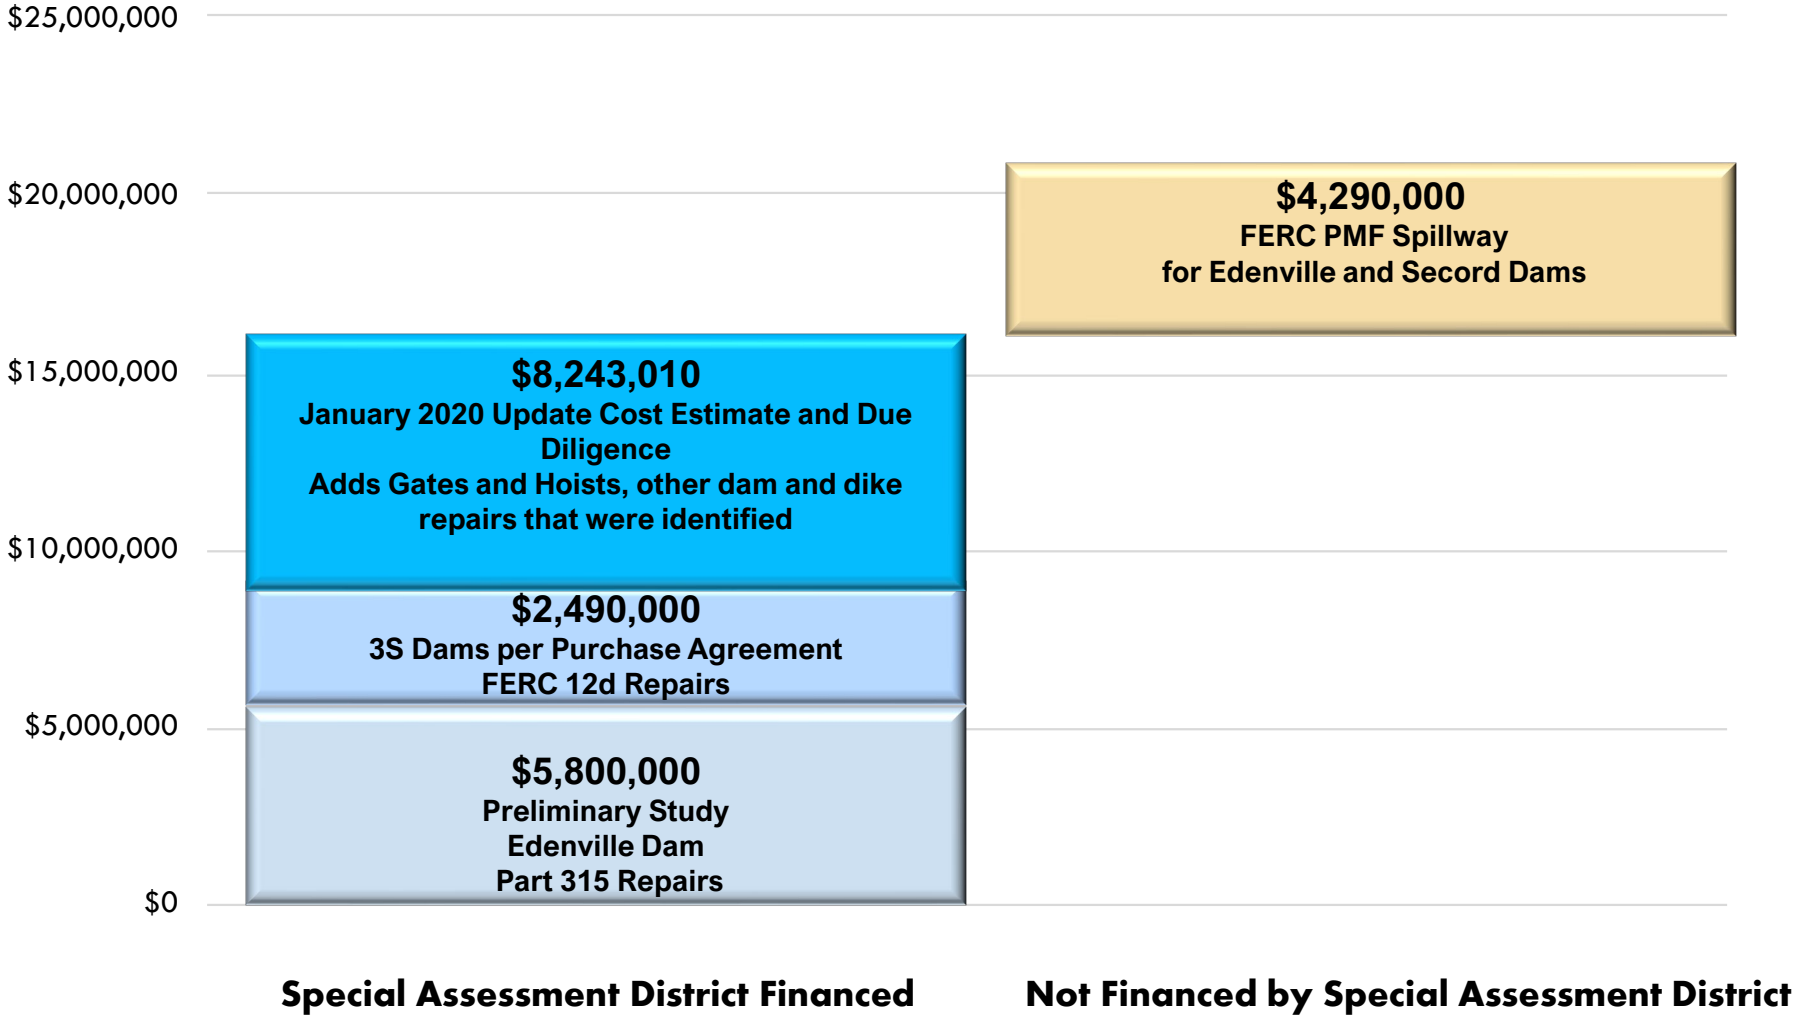 $25,000,000
$20,000,000
$15,000,000
$10,000,000
$5,000,000
$0
$8,243,010
January 2020 Update Cost Estimate and Due
Diligence
Adds Gates and Hoists, other dam and dike
repairs that were identified
$2,490,000
3S Dams per Purchase Agreement
FERC 12d Repairs
$5,800,000
Preliminary Study
Edenville Dam
Part 315 Repairs
$4,290,000
FERC PMF Spillway
for Edenville and Secord Dams
Special Assessment District Financed
Not Financed by Special Assessment District